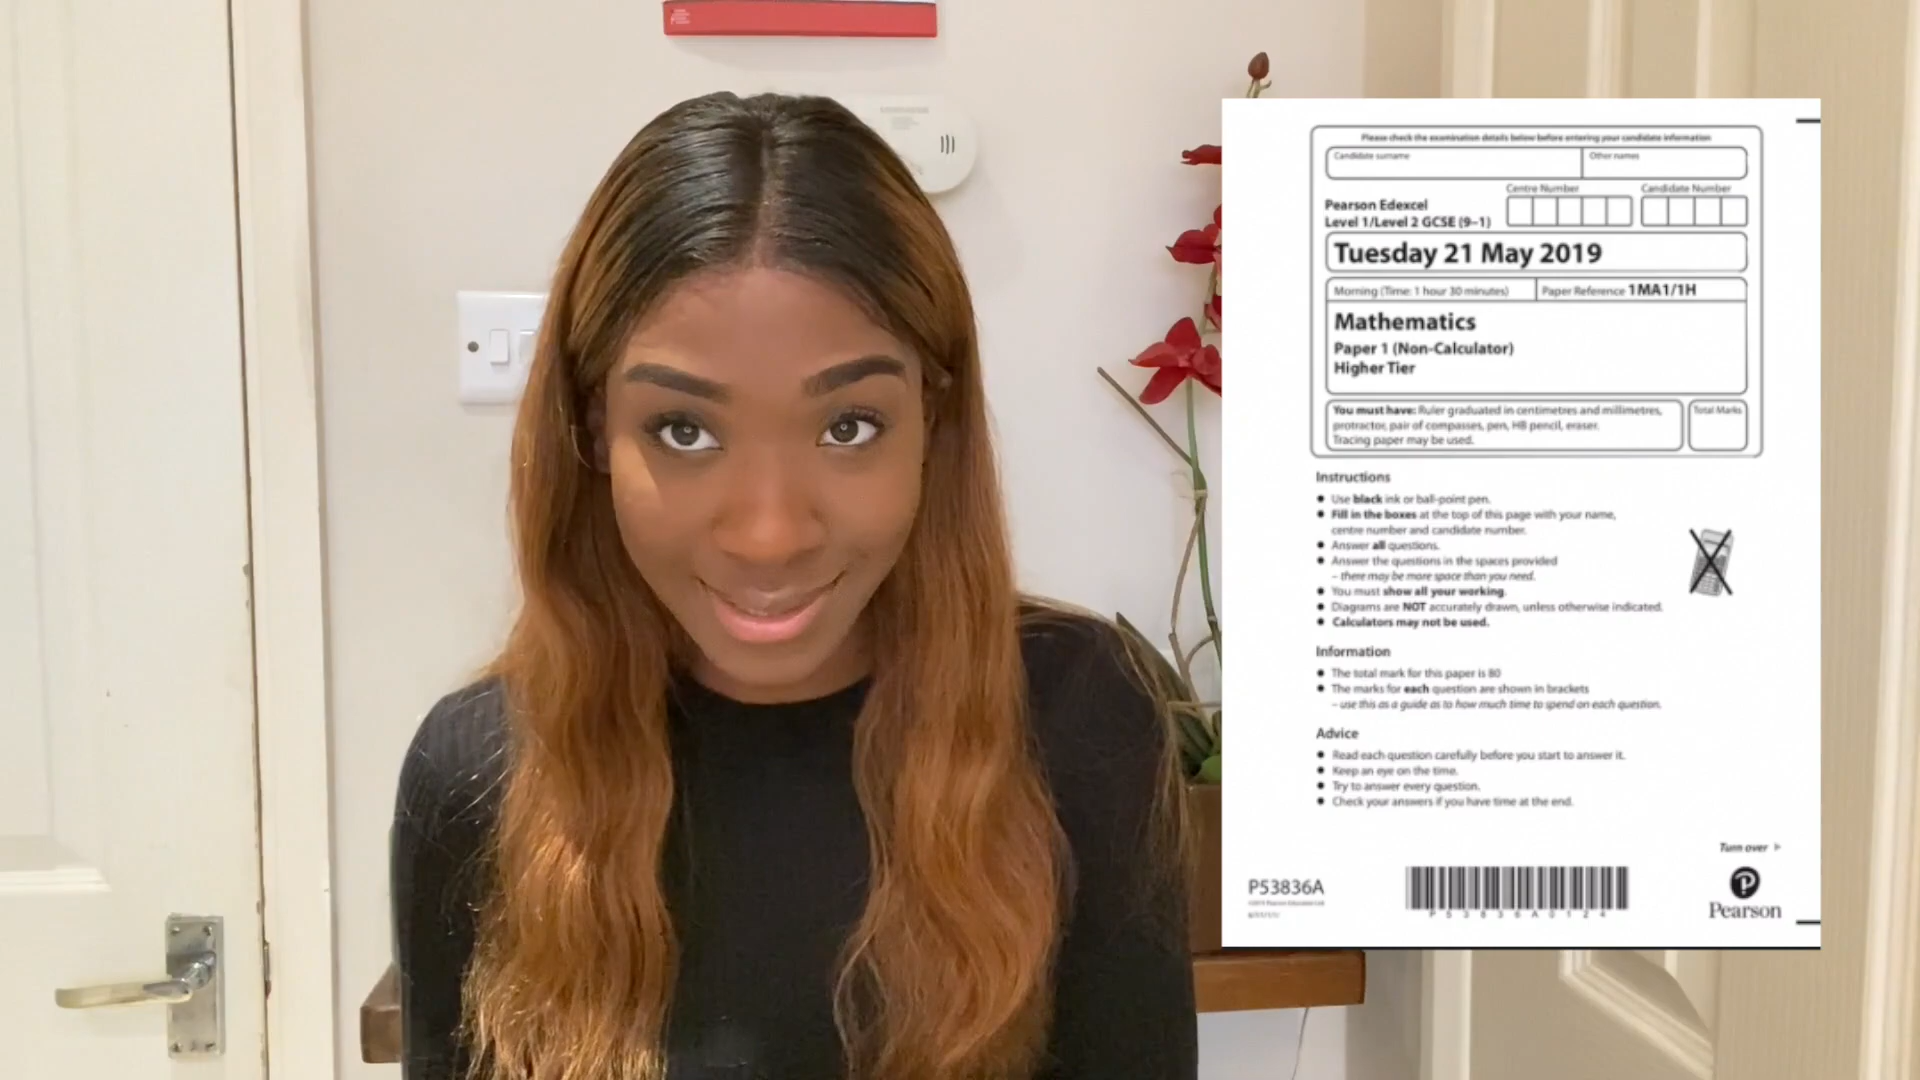 Please check the examination details below before entering your candidate information
Candidate surname
Other names
Centre Number
Candidate Number
Pearson Edexcel
Level 1/Level 2 GCSE (9–1)
Tuesday 21 May 2019
Morning (Time: 1 hour 30 minutes)
Paper Reference 1MA1/1H
Mathematics
Paper 1 (Non-Calculator)
Higher Tier
You must have: Ruler graduated in centimetres and millimetres,
protractor, pair of compasses, pen, HB pencil, eraser.
Tracing paper may be used.
Total Marks
Instructions
● Use black ink or ball-point pen.
● Fill in the boxes at the top of this page with your name,
centre number and candidate number.
● Answer all questions.
● Answer the questions in the spaces provided
– there may be more space than you need.
● You must show all your working.
● Diagrams are NOT accurately drawn, unless otherwise indicated.
● Calculators may not be used.
Information
● The total mark for this paper is 80
● The marks for each question are shown in brackets
– use this as a guide as to how much time to spend on each question.
Advice
● Read each question carefully before you start to answer it.
● Keep an eye on the time.
● Try to answer every question.
● Check your answers if you have time at the end.
Turn over
P53836A
©2019 Pearson Education Ltd.
P53836A0124
Pearson